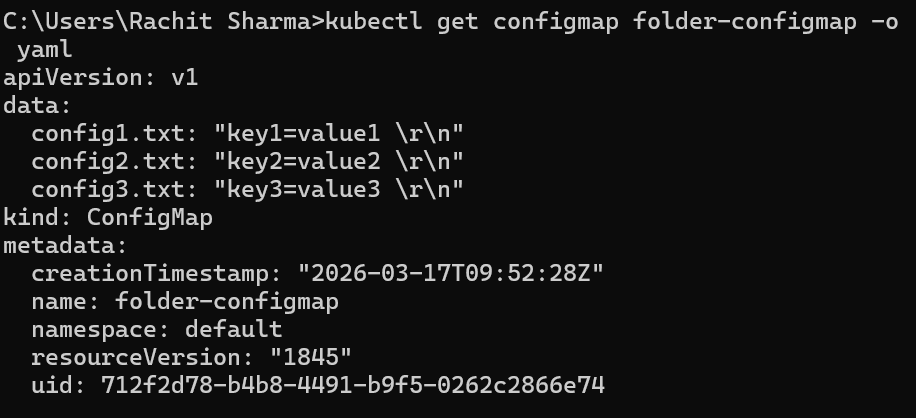 C:\Users\Rachit Sharma>kubectl get configmap folder-configmap -o
 yaml
apiVersion: v1
data:
  config1.txt: "key1=value1 \r\n"
  config2.txt: "key2=value2 \r\n"
  config3.txt: "key3=value3 \r\n"
kind: ConfigMap
metadata:
  creationTimestamp: "2026-03-17T09:52:28Z"
  name: folder-configmap
  namespace: default
  resourceVersion: "1845"
  uid: 712f2d78-b4b8-4491-b9f5-0262c2866e74